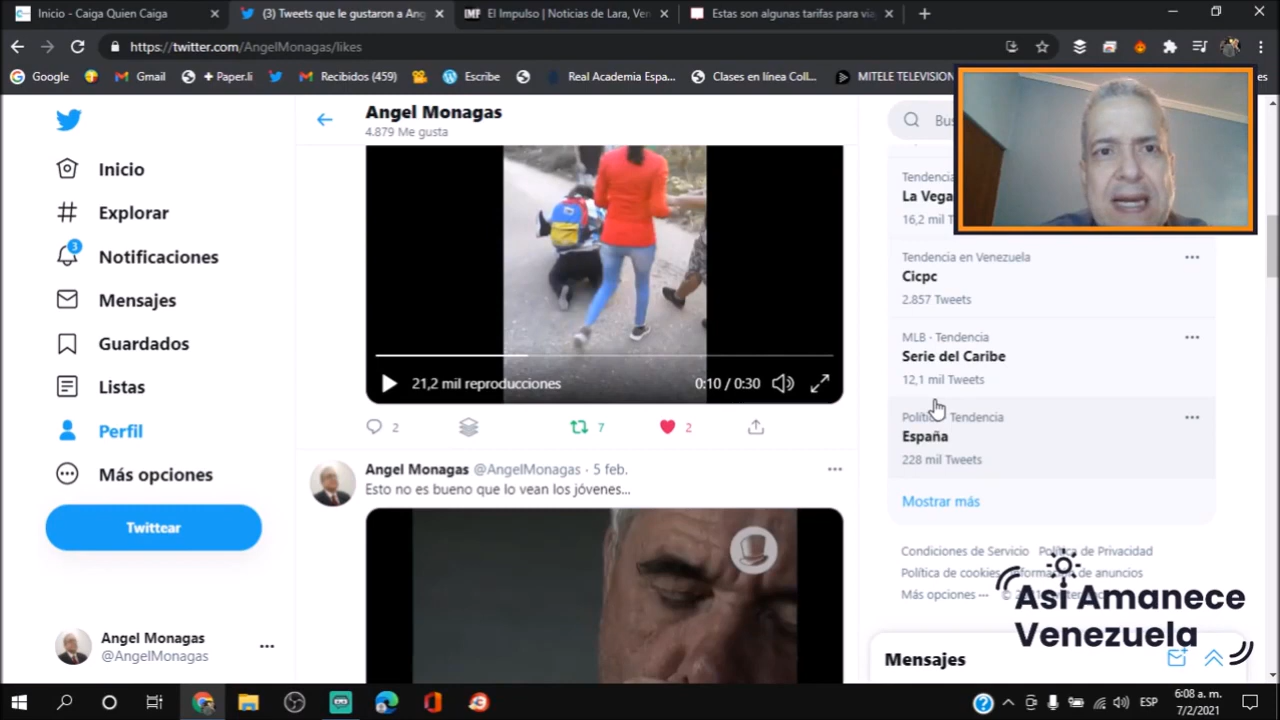 Inicio - Caiga Quien Caiga
(3) Tweets que le gustaron a Ang
El Impulso | Noticias de Lara, Ven
Estas son algunas tarifas para via
https://twitter.com/AngelMonagas/likes
Google
Gmail
+ Paper.li
Recibidos (459)
Escribe
Real Academia Espa...
Clases en línea Coll...
MITELE TELEVISION
es
Inicio
Explorar
3
Notificaciones
Mensajes
Guardados
Listas
Perfil
Más opciones
Twittear
Angel Monagas
@AngelMonagas
Angel Monagas
4.879 Me gusta
21,2 mil reproducciones
0:10 / 0:30
2
7
2
Angel Monagas @AngelMonagas · 5 feb.
Esto no es bueno que lo vean los jóvenes...
Bus
Tendencia
La Vega
16,2 m
Tendencia en Venezuela
Cicpc
2.857 Tweets
MLB · Tendencia
Serie del Caribe
12,1 mil Tweets
Tendencia
España
228 mil Tweets
Mostrar más
Condiciones de Servicio Política de Privacidad
Política de cookies Información de anuncios
Más opciones ··· ©
Así Amanece
Venezuela
Mensajes
ESP
6:08 a. m.
7/2/2021